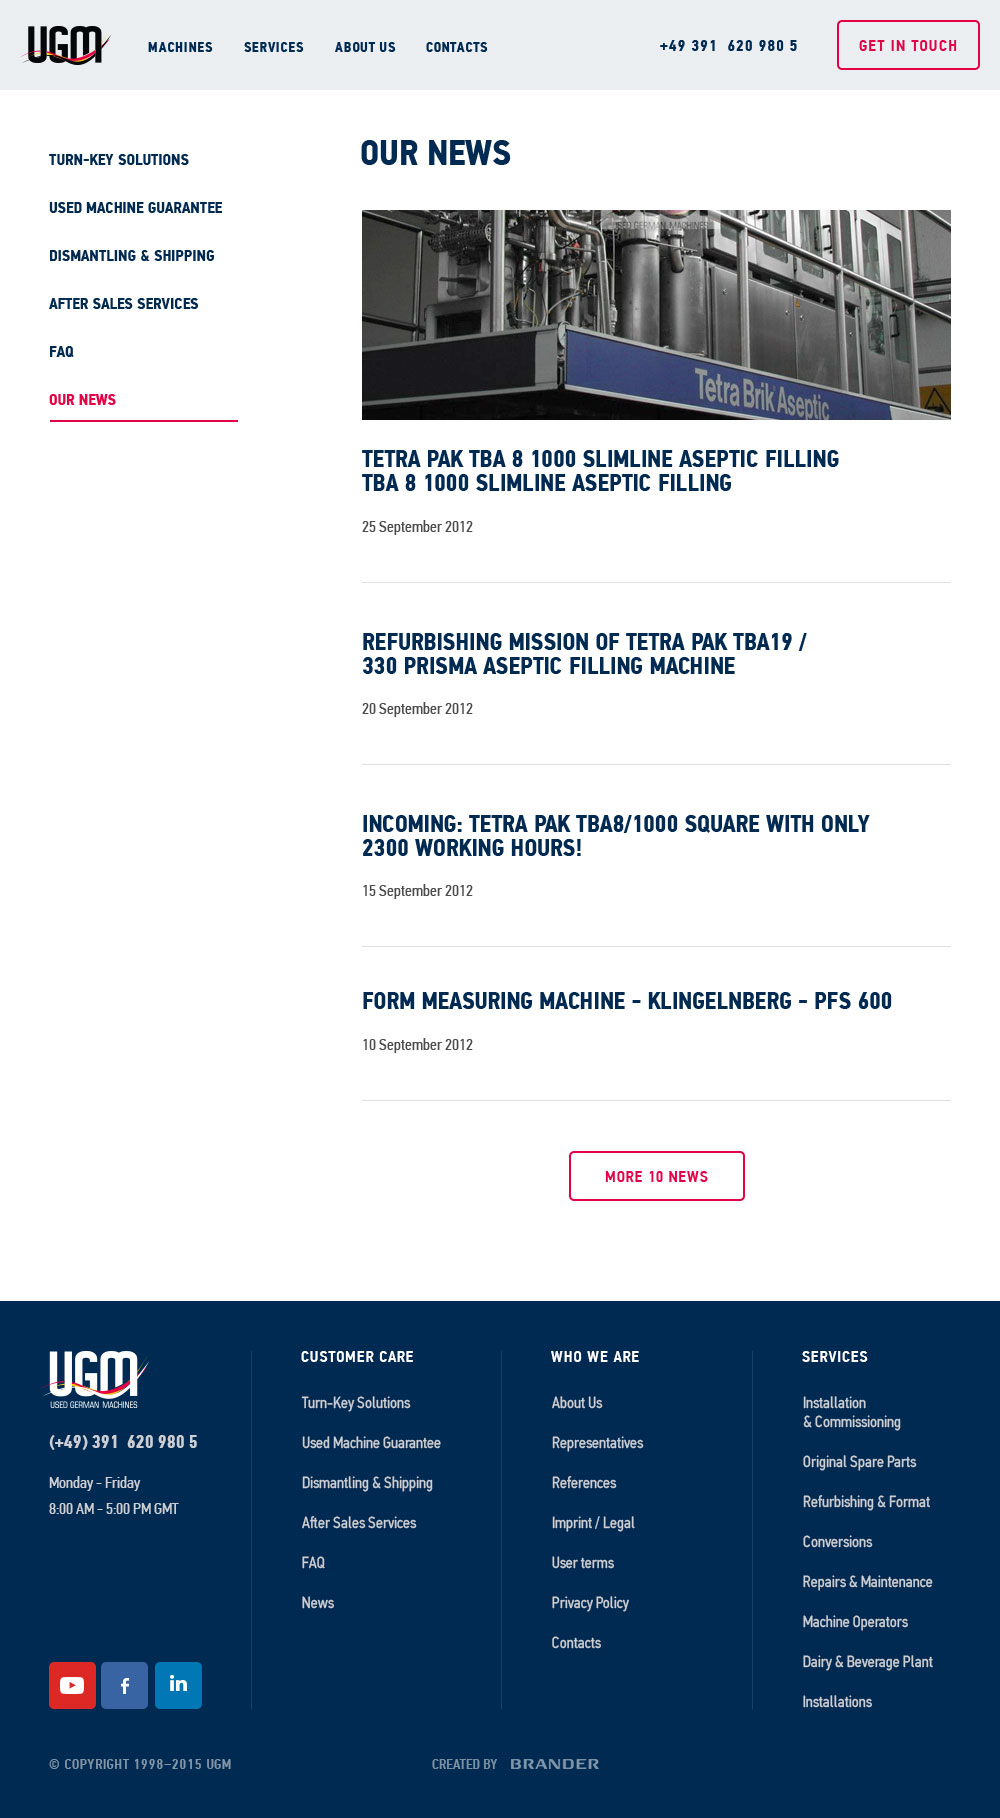 UGM
MACHINES SERVICES ABOUT US CONTACTS
+49 391 620 980 5
GET IN TOUCH
TURN-KEY SOLUTIONS
USED MACHINE GUARANTEE
DISMANTLING & SHIPPING
AFTER SALES SERVICES
FAQ
OUR NEWS
OUR NEWS
USED GERMAN MACHINES
Tetra Brik Aseptic
TETRA PAK TBA 8 1000 SLIMLINE ASEPTIC FILLING
TBA 8 1000 SLIMLINE ASEPTIC FILLING
25 September 2012
REFURBISHING MISSION OF TETRA PAK TBA19 /
330 PRISMA ASEPTIC FILLING MACHINE
20 September 2012
INCOMING: TETRA PAK TBA8/1000 SQUARE WITH ONLY
2300 WORKING HOURS!
15 September 2012
FORM MEASURING MACHINE - KLINGELNBERG - PFS 600
10 September 2012
MORE 10 NEWS
UGM
USED GERMAN MACHINES
(+49) 391 620 980 5
Monday - Friday
8:00 AM - 5:00 PM GMT
f
in
CUSTOMER CARE
Turn-Key Solutions
Used Machine Guarantee
Dismantling & Shipping
After Sales Services
FAQ
News
WHO WE ARE
About Us
Representatives
References
Imprint / Legal
User terms
Privacy Policy
Contacts
SERVICES
Installation
& Commissioning
Original Spare Parts
Refurbishing & Format
Conversions
Repairs & Maintenance
Machine Operators
Dairy & Beverage Plant
Installations
© COPYRIGHT 1998–2015 UGM
CREATED BY BRANDER